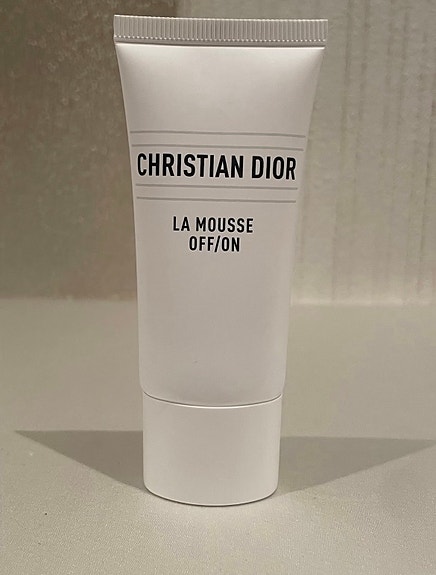 CHRISTIAN DIOR
LA MOUSSE
OFF/ON